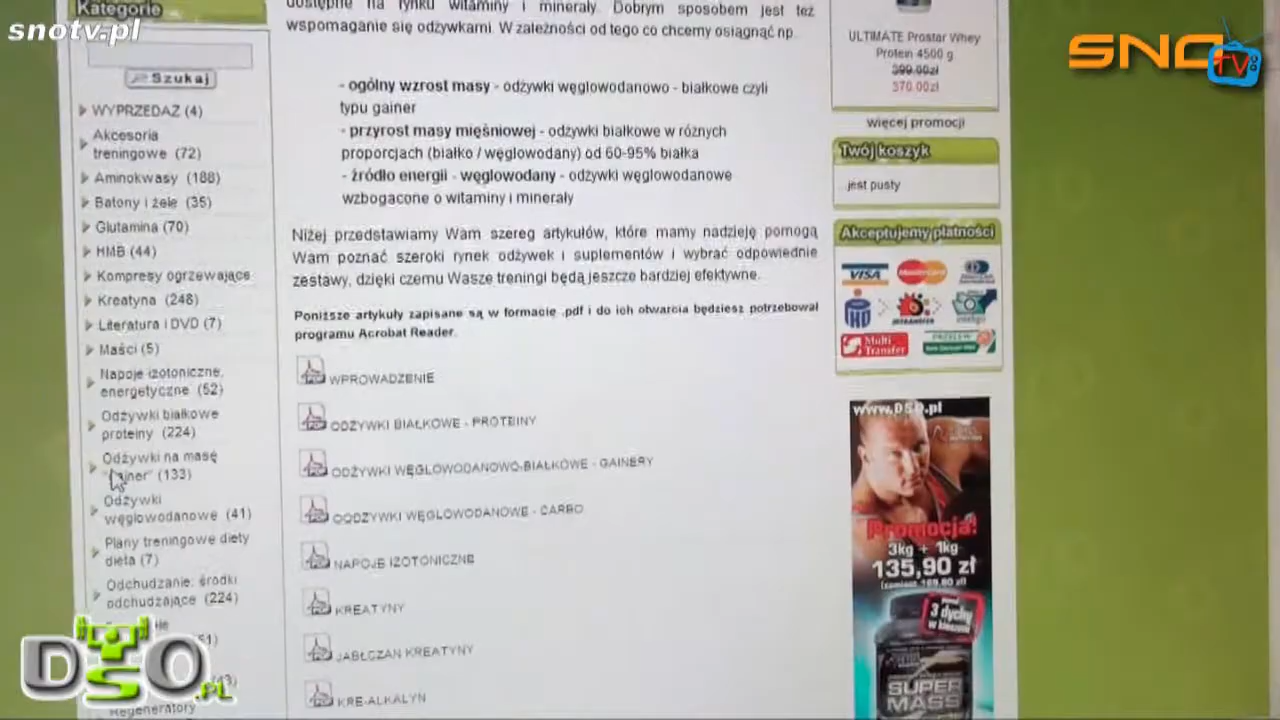 Kategorie
snotv.pl
Szukaj
WYPRZEDAŻ (4)
Akcesoria
treningowe (72)
Aminokwasy (188)
Batony i żele (35)
Glutamina (70)
HMB (44)
Kompresy ogrzewające
Kreatyna (248)
Literatura i DVD (7)
Maści (5)
Napoje izotoniczne,
energetyczne (52)
Odżywki białkowe
proteiny (224)
Odżywki na masę
(133)
Odżywki
węglowodanowe (41)
Plany treningowe diety
dieta (7)
Odchudzanie: środki
odchudzające (224)
Regeneratory
DSO.PL
dostępne na rynku witaminy i minerały. Dobrym sposobem jest też
wspomaganie się odżywkami. W zależności od tego co chcemy osiągnąć np.
- ogólny wzrost masy - odżywki węglowodanowo - białkowe czyli
typu gainer
- przyrost masy mięśniowej - odżywki białkowe w różnych
proporcjach (białko / węglowodany) od 60-95% białka
- źródło energii - węglowodany - odżywki węglowodanowe
wzbogacone o witaminy i minerały
Niżej przedstawiamy Wam szereg artykułów, które mamy nadzieję pomogą
Wam poznać szeroki rynek odżywek i suplementów i wybrać odpowiednie
zestawy, dzięki czemu Wasze treningi będą jeszcze bardziej efektywne.
Poniższe artykuły zapisane są w formacie .pdf i do ich otwarcia będziesz potrzebował
programu Acrobat Reader.
WPROWADZENIE
ODŻYWKI BIAŁKOWE - PROTEINY
ODŻYWKI WĘGLOWODANOWO-BIAŁKOWE - GAINERY
OODŻYWKI WĘGLOWODANOWE - CARBO
NAPOJE IZOTONICZNE
KREATYNY
JABŁCZAN KREATYNY
KRE-ALKALYN
SNO TV
ULTIMATE Prostar Whey
Protein 4500 g
399.00zł
370.00zł
więcej promocji
Twój koszyk
...jest pusty
Akceptujemy płatności
VISA
MasterCard
Multi
Transfer
www.DSO.pl
Promocja!
3kg + 1kg
135,90 zł
3 dychy
w kieszeni
SUPER
MASS